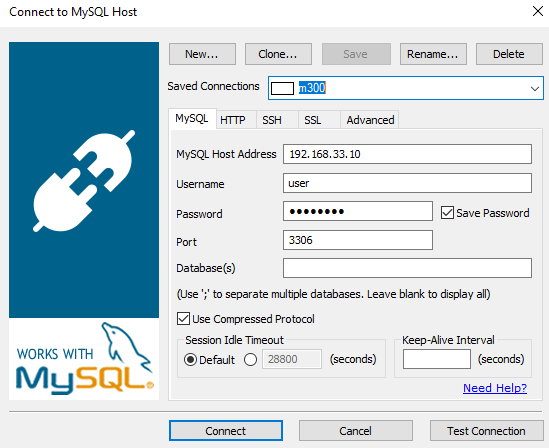 Connect to MySQL Host
New... Clone... Save Rename... Delete
Saved Connections m300
MySQL HTTP SSH SSL Advanced
MySQL Host Address 192.168.33.10
Username user
Password ●●●●●●●● Save Password
Port 3306
Database(s)
(Use ';' to separate multiple databases. Leave blank to display all)
Use Compressed Protocol
Session Idle Timeout Keep-Alive Interval
Default 28800 (seconds) (seconds)
Need Help?
WORKS WITH
MySQL®
Connect Cancel Test Connection